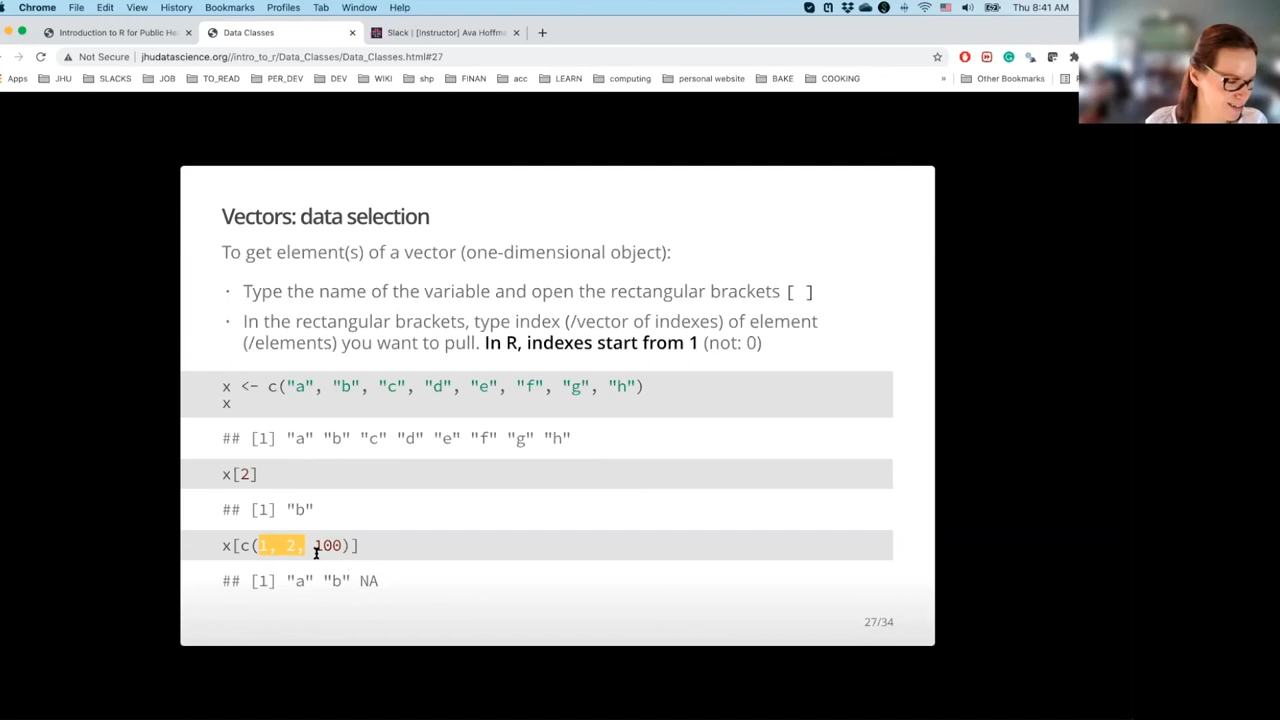 Chrome File Edit View History Bookmarks Profiles Tab Window Help Thu 8:41 AM
Introduction to R for Public He × Data Classes × Slack | [Instructor] Ava Hoffm × +
Not Secure | jhudatascience.org//intro_to_r/Data_Classes/Data_Classes.html#27
Apps JHU SLACKS JOB TO_READ PER_DEV DEV WIKI shp FINAN acc LEARN computing personal website BAKE COOKING » Other Bookmarks
Vectors: data selection
To get element(s) of a vector (one-dimensional object):
· Type the name of the variable and open the rectangular brackets [ ]
· In the rectangular brackets, type index (/vector of indexes) of element
(/elements) you want to pull. In R, indexes start from 1 (not: 0)
x <- c("a", "b", "c", "d", "e", "f", "g", "h")
x
## [1] "a" "b" "c" "d" "e" "f" "g" "h"
x[2]
## [1] "b"
x[c(1, 2, 100)]
## [1] "a" "b" NA
27/34